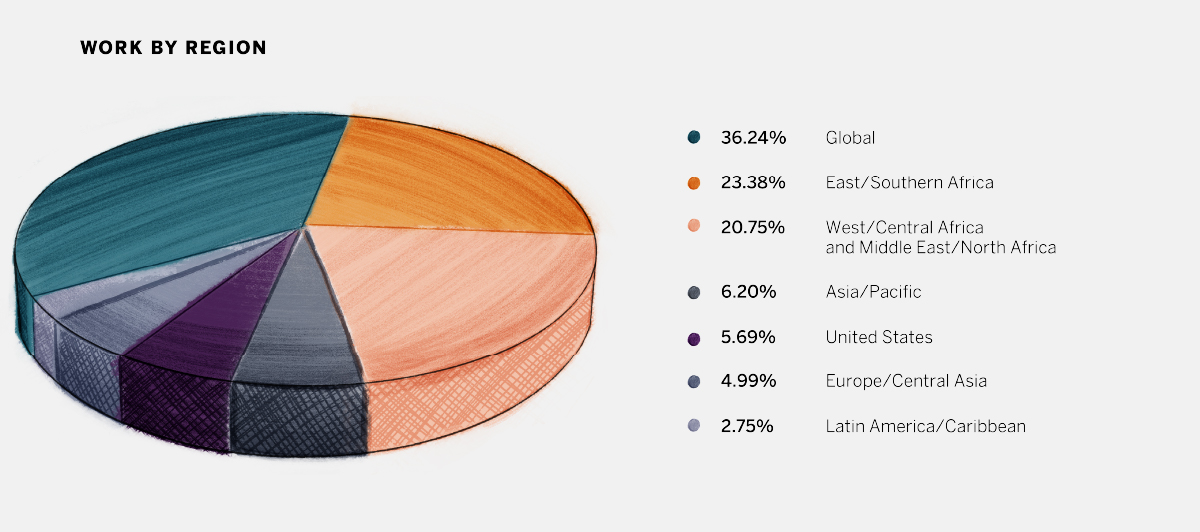 WORK BY REGION
36.24% Global
23.38% East/Southern Africa
20.75% West/Central Africa
and Middle East/North Africa
6.20% Asia/Pacific
5.69% United States
4.99% Europe/Central Asia
2.75% Latin America/Caribbean